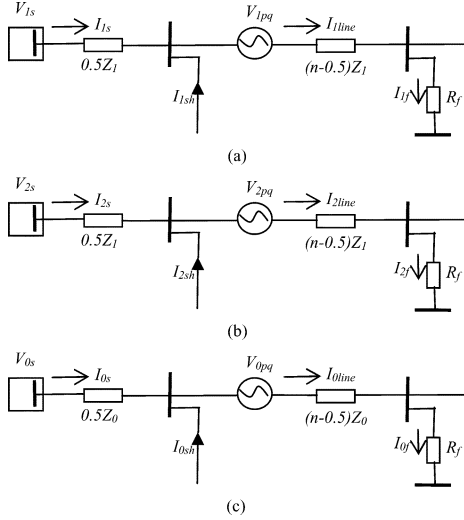 V1s I1s V1pq I1line
0.5Z1 (n-0.5)Z1
I1sh I1f Rf
(a)
V2s I2s V2pq I2line
0.5Z1 (n-0.5)Z1
I2sh I2f Rf
(b)
V0s I0s V0pq I0line
0.5Z0 (n-0.5)Z0
I0sh I0f Rf
(c)